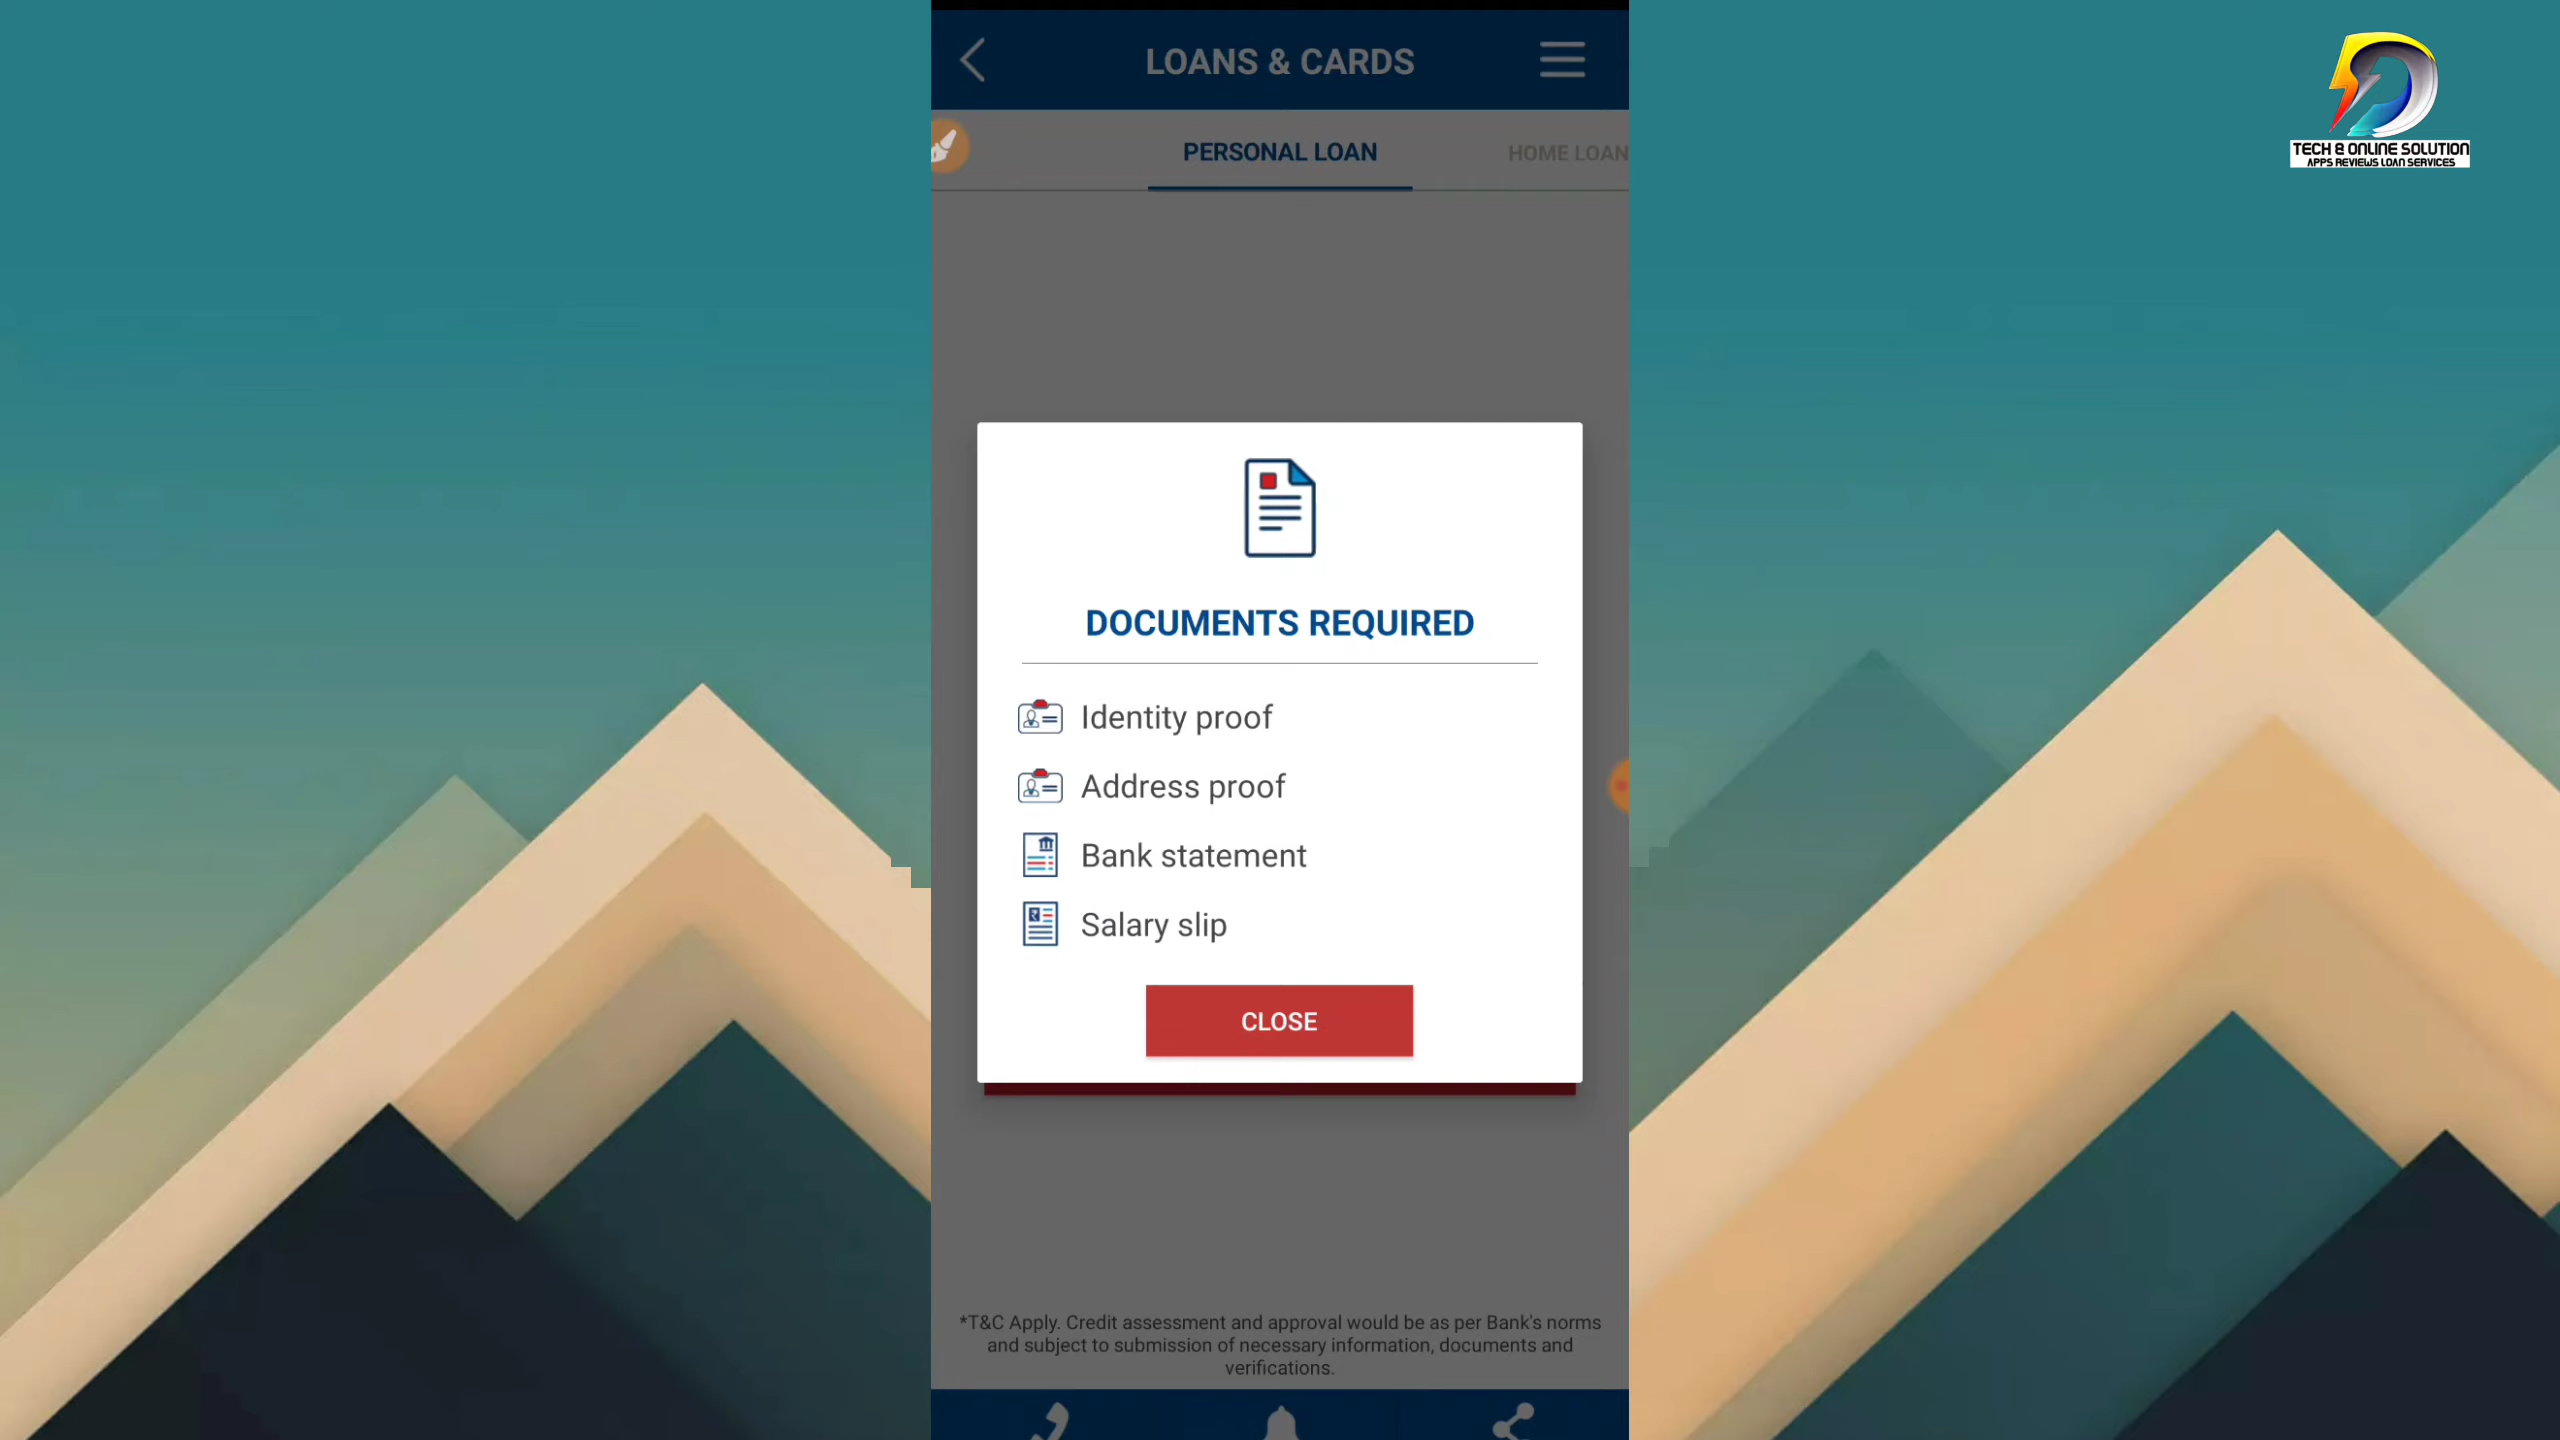 LOANS & CARDS
TECH & ONLINE SOLUTION
APPS REVIEWS LOAN SERVICES
PERSONAL LOAN
HOME LOAN
DOCUMENTS REQUIRED
Identity proof
Address proof
Bank statement
Salary slip
CLOSE
*T&C Apply. Credit assessment and approval would be as per Bank's norms
and subject to submission of necessary information, documents and
verifications.